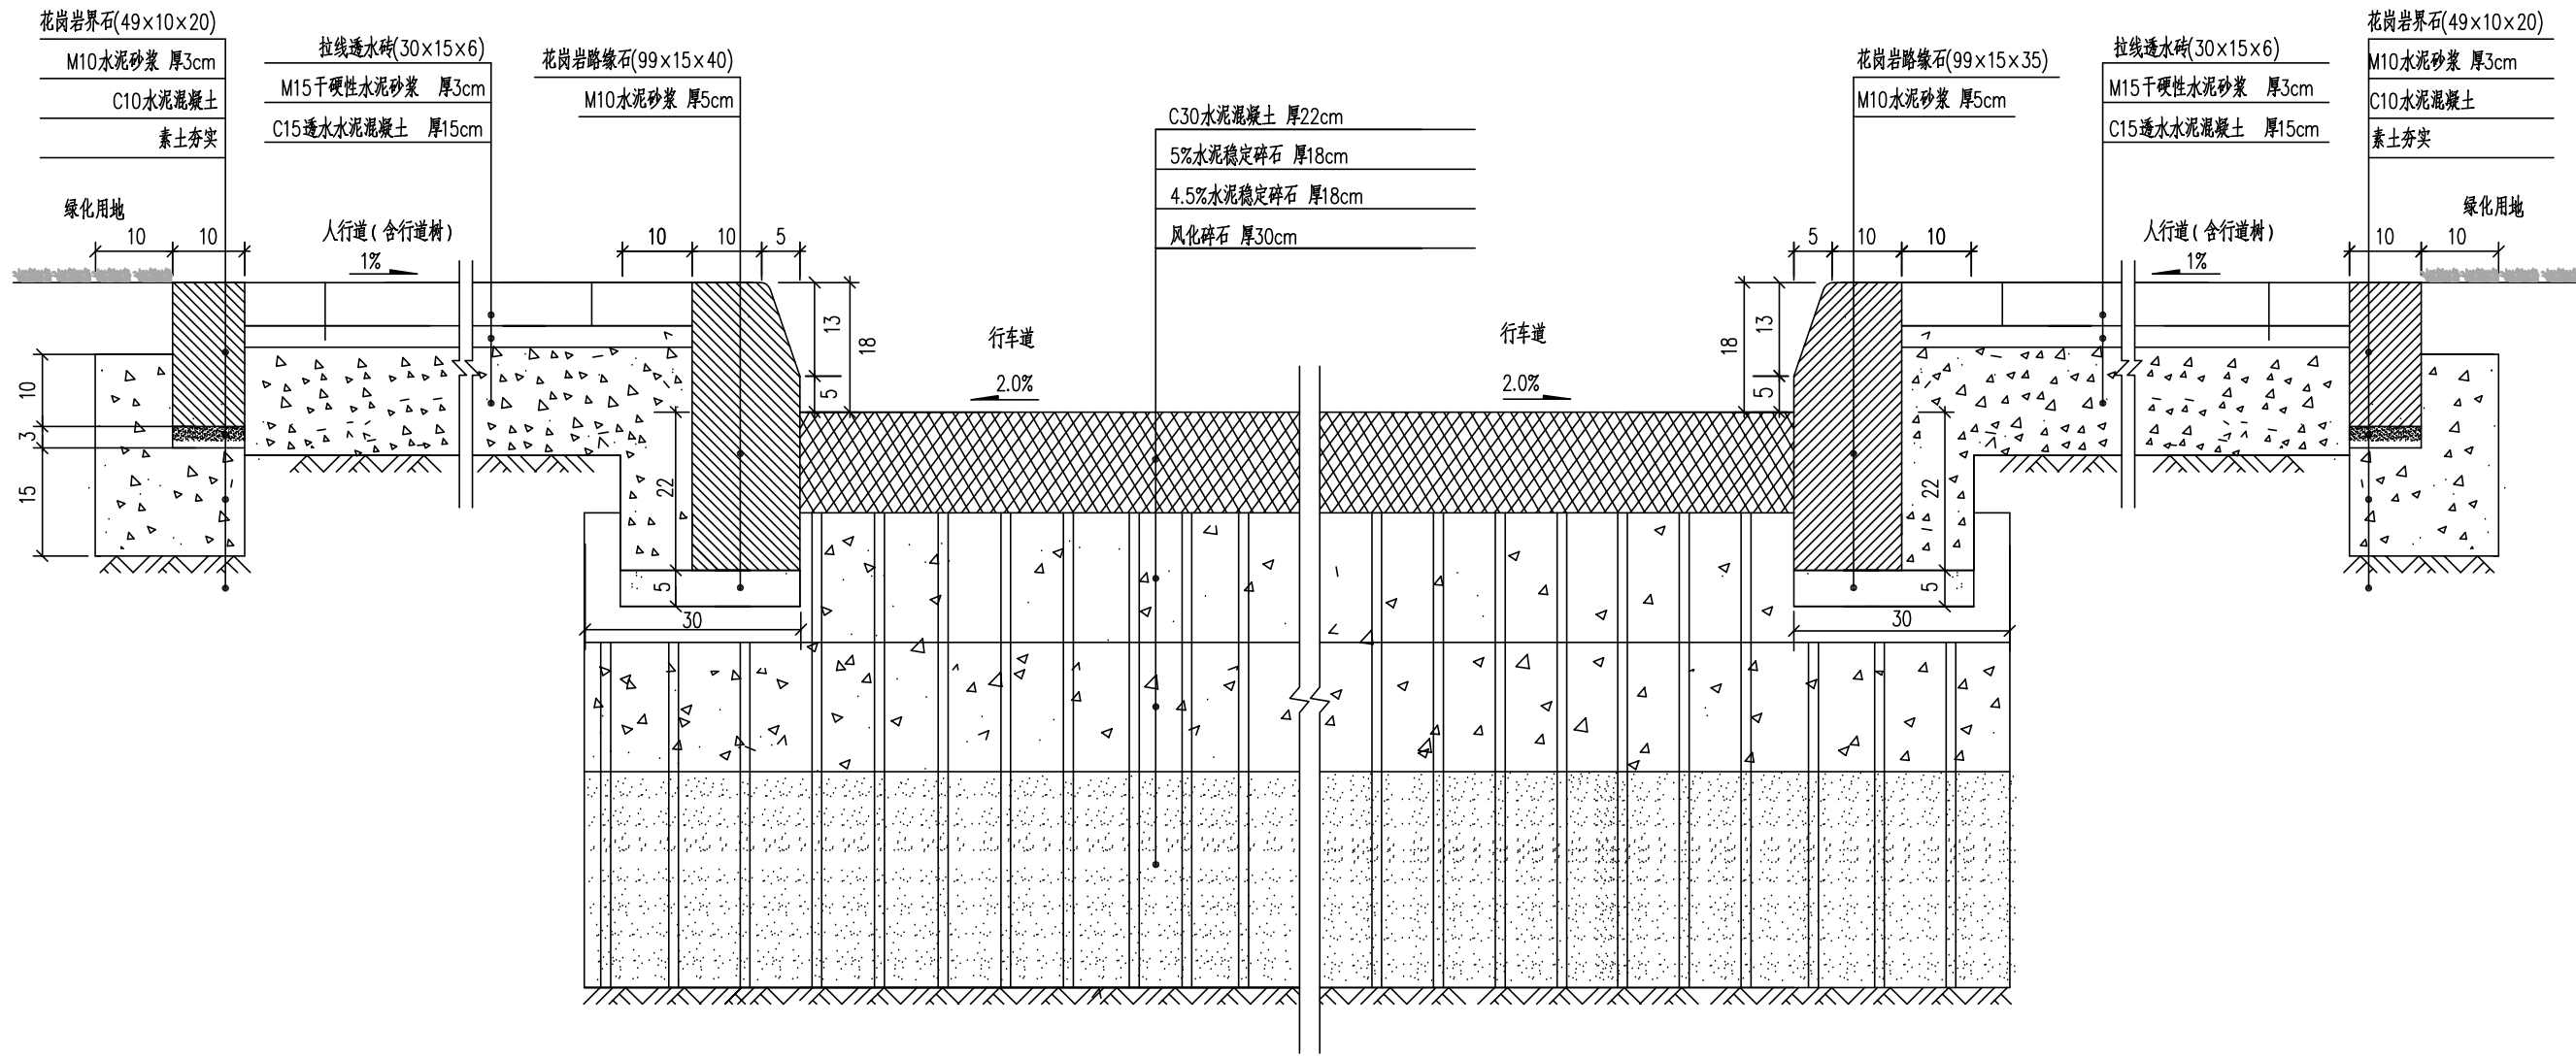 花岗岩界石(49×10×20)
M10水泥砂浆 厚3cm
C10水泥混凝土
素土夯实
拉线透水砖(30×15×6)
M15干硬性水泥砂浆 厚3cm
C15透水水泥混凝土 厚15cm
花岗岩路缘石(99×15×40)
M10水泥砂浆 厚5cm
C30水泥混凝土 厚22cm
5%水泥稳定碎石 厚18cm
4.5%水泥稳定碎石 厚18cm
风化碎石 厚30cm
花岗岩路缘石(99×15×35)
M10水泥砂浆 厚5cm
拉线透水砖(30×15×6)
M15干硬性水泥砂浆 厚3cm
C15透水水泥混凝土 厚15cm
花岗岩界石(49×10×20)
M10水泥砂浆 厚3cm
C10水泥混凝土
素土夯实
绿化用地
10
10
人行道(含行道树)
1%
10
10
5
5
10
10
人行道(含行道树)
1%
绿化用地
10
10
13
18
5
行车道
2.0%
行车道
2.0%
18
13
5
10
3
15
22
5
30
22
5
30